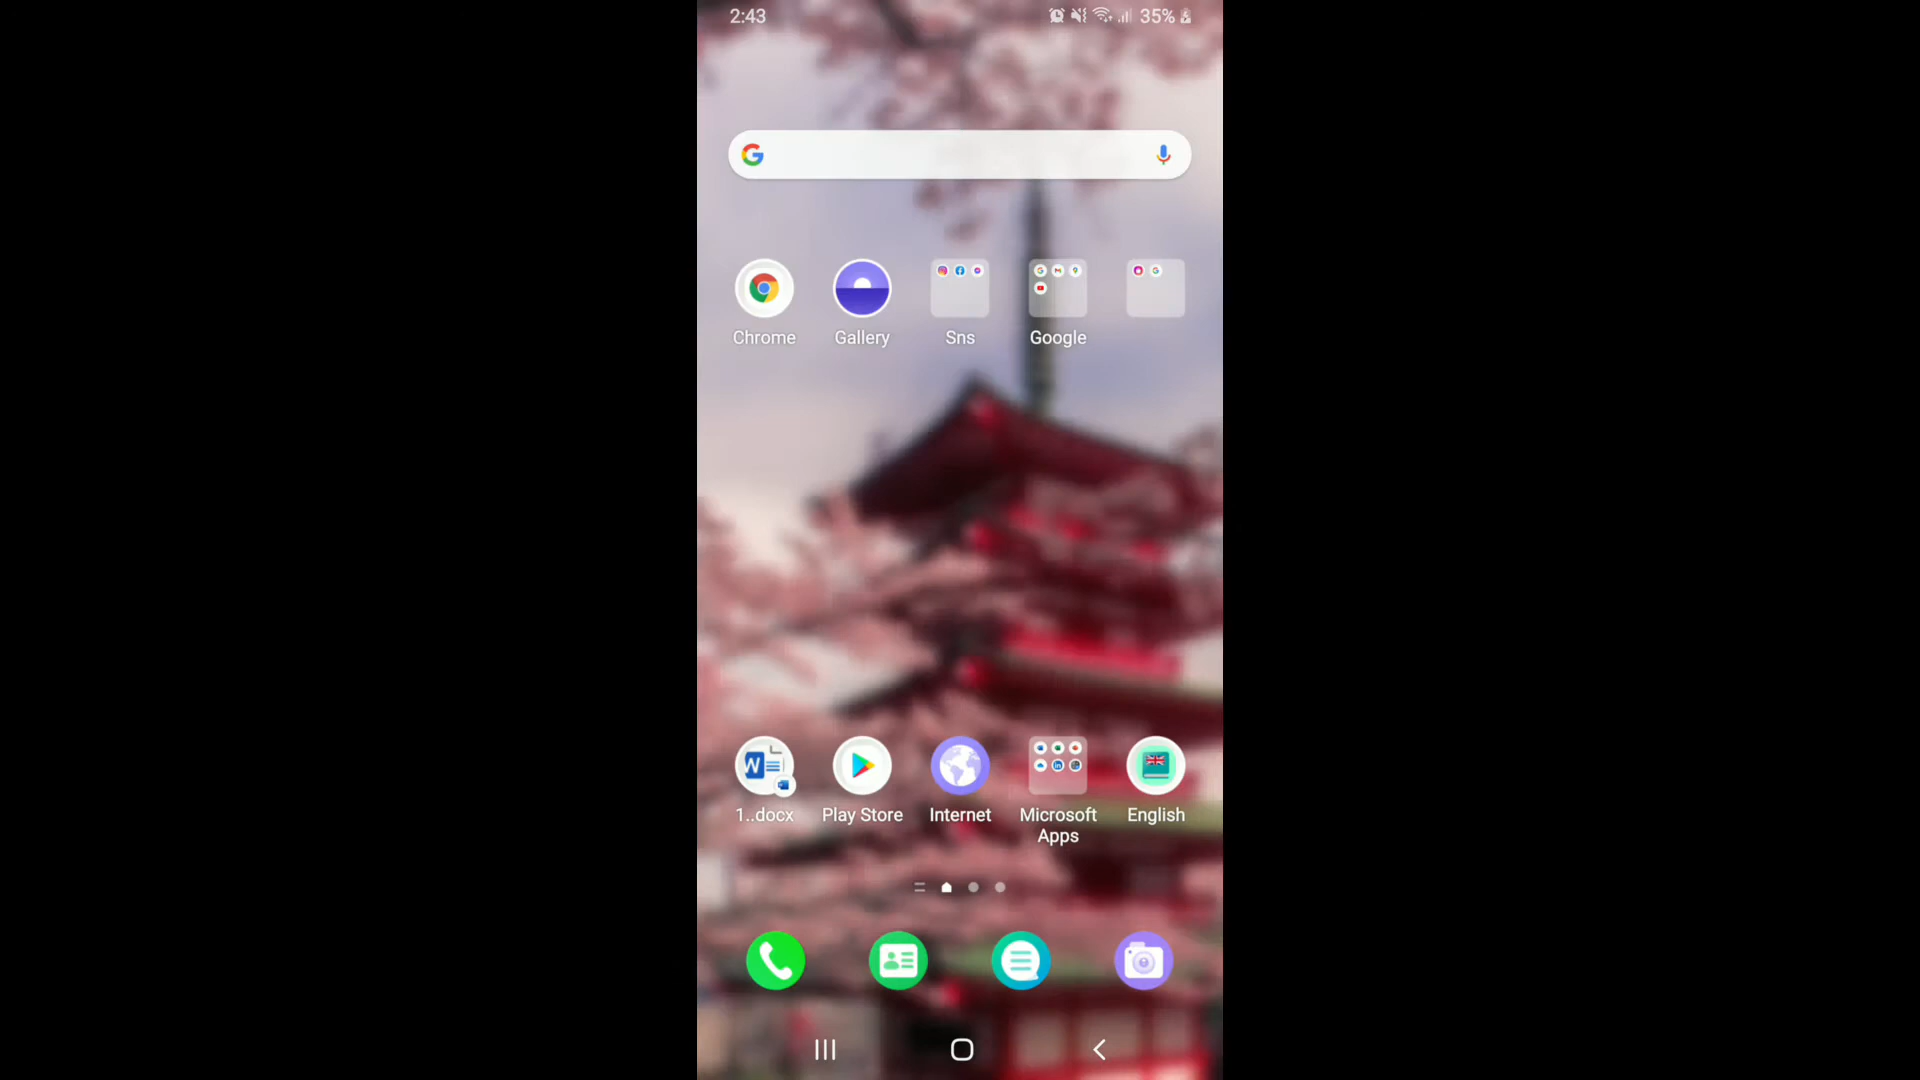 2:43 35%
Chrome Gallery Sns Google
1..docx Play Store Internet Microsoft Apps English